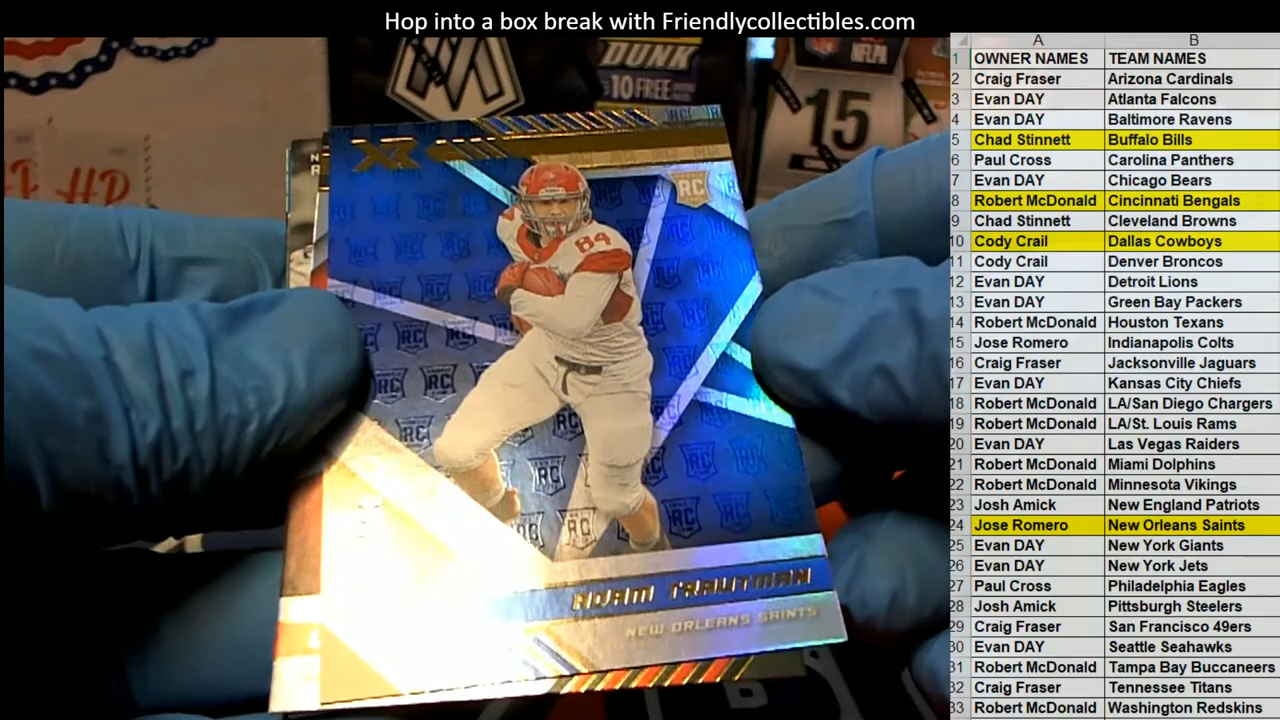 Hop into a box break with Friendlycollectibles.com
DUNK
10 FREE
NFLPA
15
XR
RC
84
ADAM TRAUTMAN
NEW ORLEANS SAINTS
A B
1 OWNER NAMES TEAM NAMES
2 Craig Fraser Arizona Cardinals
3 Evan DAY Atlanta Falcons
4 Evan DAY Baltimore Ravens
5 Chad Stinnett Buffalo Bills
6 Paul Cross Carolina Panthers
7 Evan DAY Chicago Bears
8 Robert McDonald Cincinnati Bengals
9 Chad Stinnett Cleveland Browns
10 Cody Crail Dallas Cowboys
11 Cody Crail Denver Broncos
12 Evan DAY Detroit Lions
13 Evan DAY Green Bay Packers
14 Robert McDonald Houston Texans
15 Jose Romero Indianapolis Colts
16 Craig Fraser Jacksonville Jaguars
17 Evan DAY Kansas City Chiefs
18 Robert McDonald LA/San Diego Chargers
19 Robert McDonald LA/St. Louis Rams
20 Evan DAY Las Vegas Raiders
21 Robert McDonald Miami Dolphins
22 Robert McDonald Minnesota Vikings
23 Josh Amick New England Patriots
24 Jose Romero New Orleans Saints
25 Evan DAY New York Giants
26 Evan DAY New York Jets
27 Paul Cross Philadelphia Eagles
28 Josh Amick Pittsburgh Steelers
29 Craig Fraser San Francisco 49ers
30 Evan DAY Seattle Seahawks
31 Robert McDonald Tampa Bay Buccaneers
32 Craig Fraser Tennessee Titans
33 Robert McDonald Washington Redskins